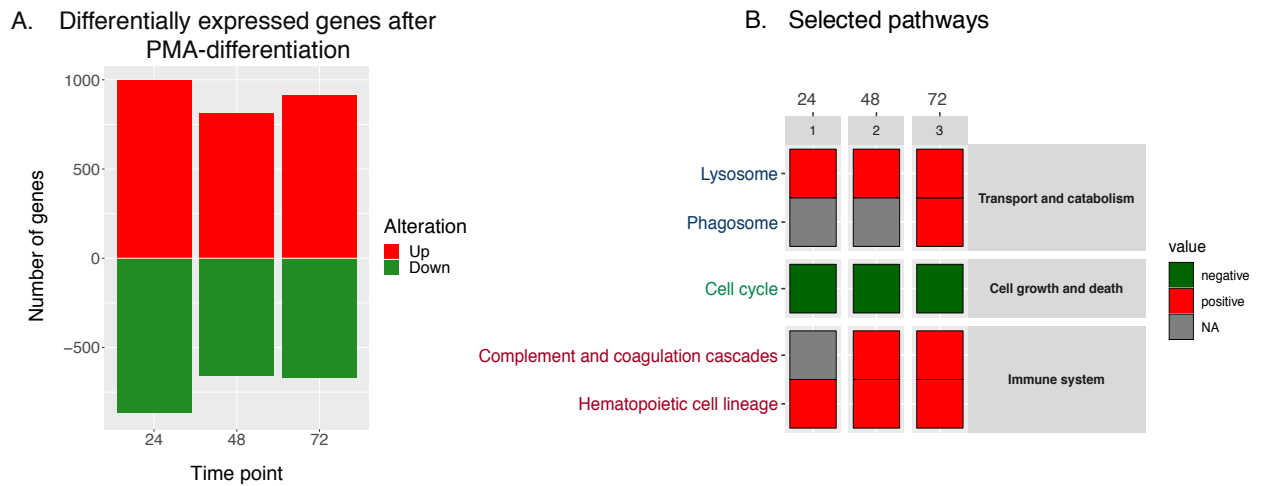 A. Differentially expressed genes after
PMA-differentiation
Number of genes
1000
500
0
−500
24 48 72
Time point
Alteration
Up
Down
B. Selected pathways
24 48 72
1 2 3
Lysosome
Phagosome
Transport and catabolism
Cell cycle
Cell growth and death
Complement and coagulation cascades
Hematopoietic cell lineage
Immune system
value
negative
positive
NA